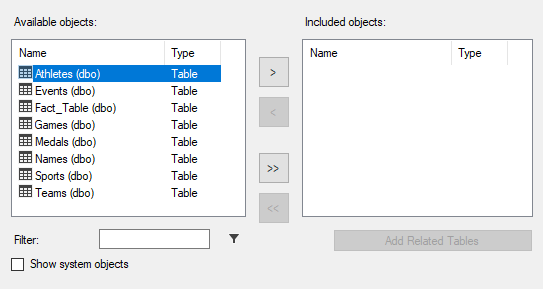 Available objects: Included objects:
Name Type Name Type
Athletes (dbo) Table >
Events (dbo) Table
Fact_Table (dbo) Table <
Games (dbo) Table
Medals (dbo) Table
Names (dbo) Table >>
Sports (dbo) Table
Teams (dbo) Table <<
Filter: Add Related Tables
Show system objects